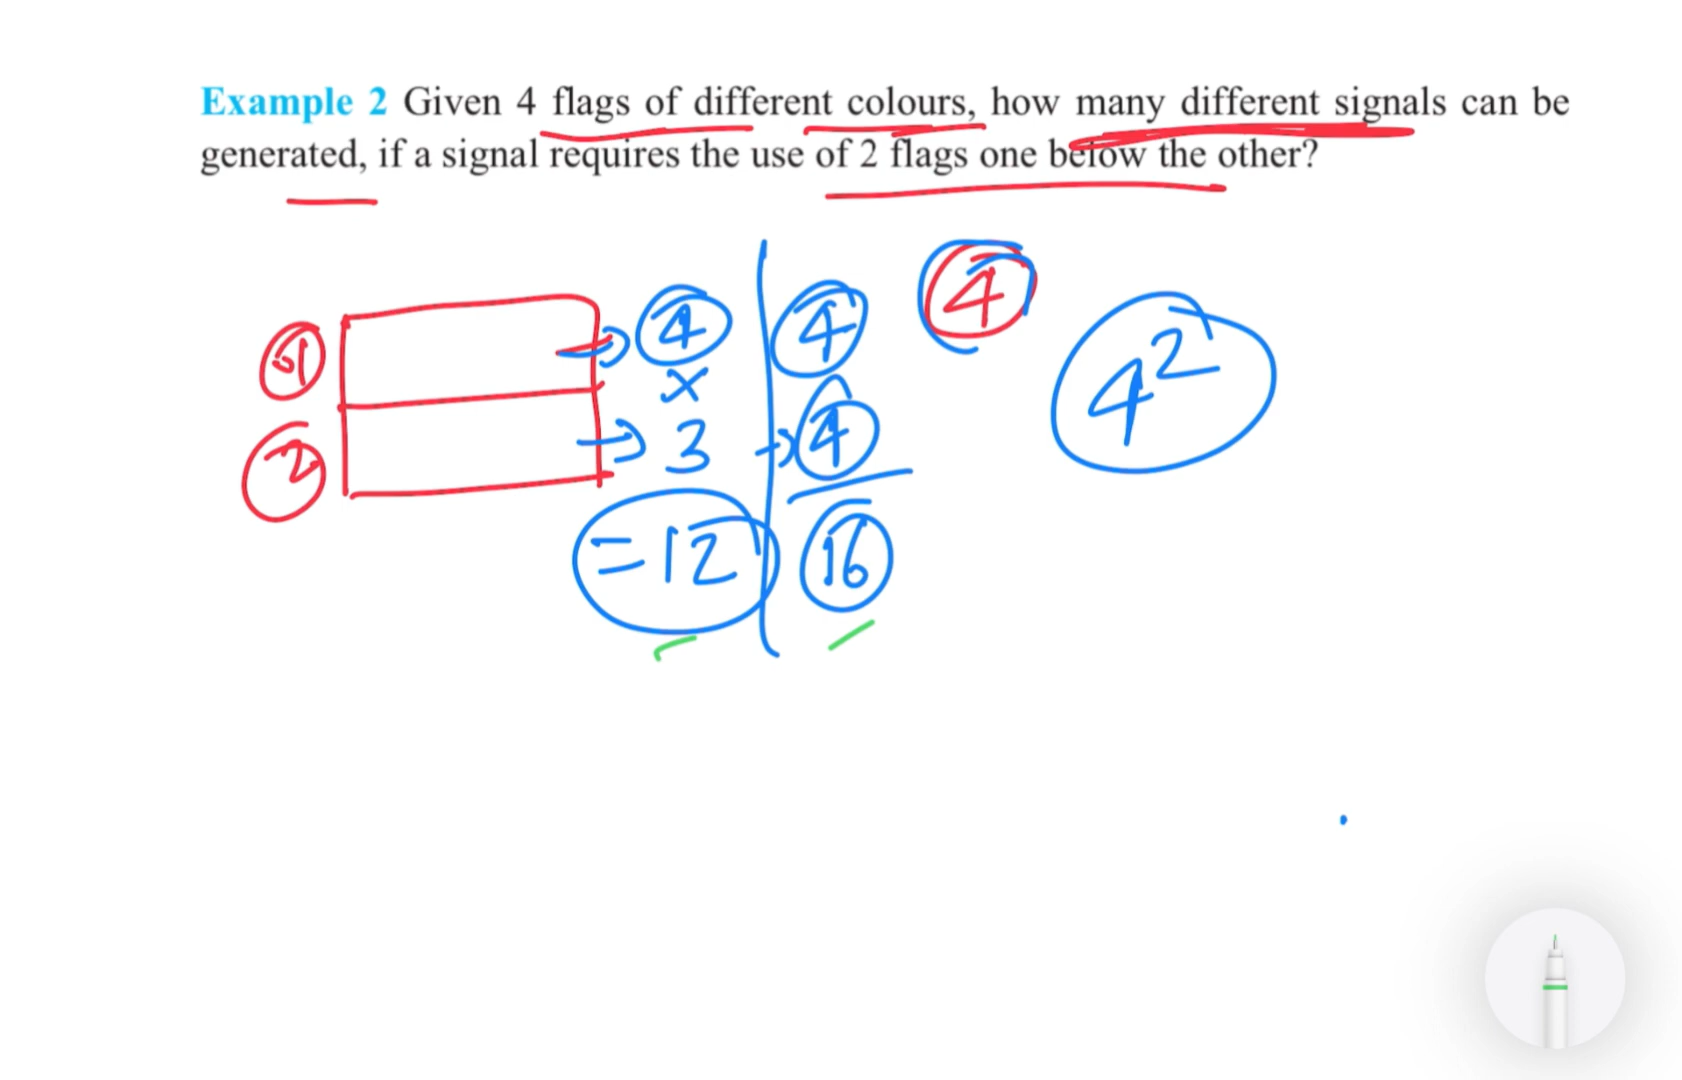 Example 2 Given 4 flags of different colours, how many different signals can be
generated, if a signal requires the use of 2 flags one below the other?
4
4 4
4²
1
x
2 3 4
=12 16